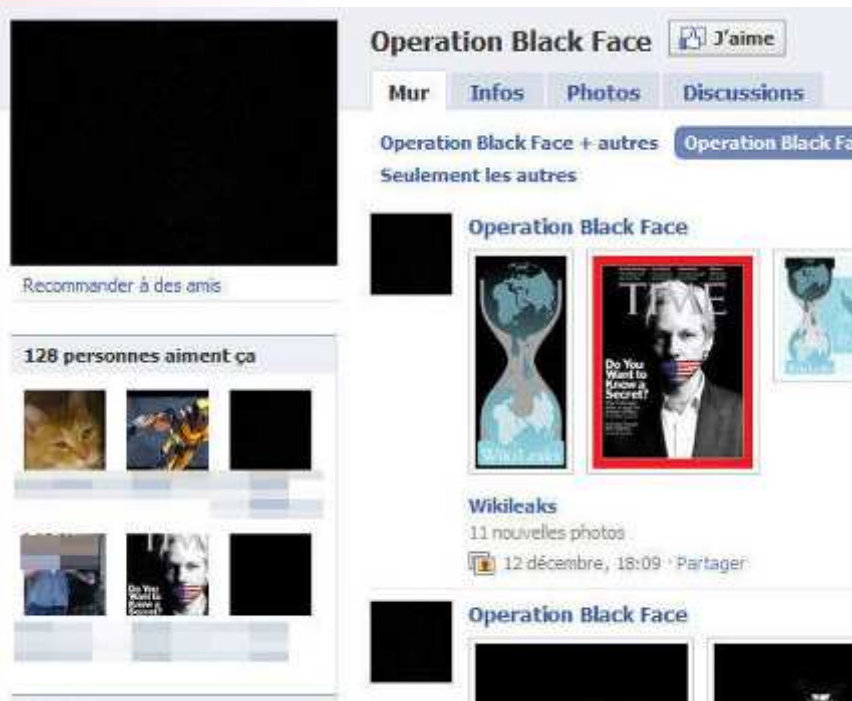 Operation Black Face
J'aime
Mur Infos Photos Discussions
Operation Black Face + autres
Operation Black Fa
Seulement les autres
Recommander à des amis
128 personnes aiment ça
Operation Black Face
WikiLeaks
TIME
Do You
Want to
Know a
Secret?
Wikileaks
11 nouvelles photos
12 décembre, 18:09 · Partager
Do You
Want to
Know a
Secret?
Operation Black Face